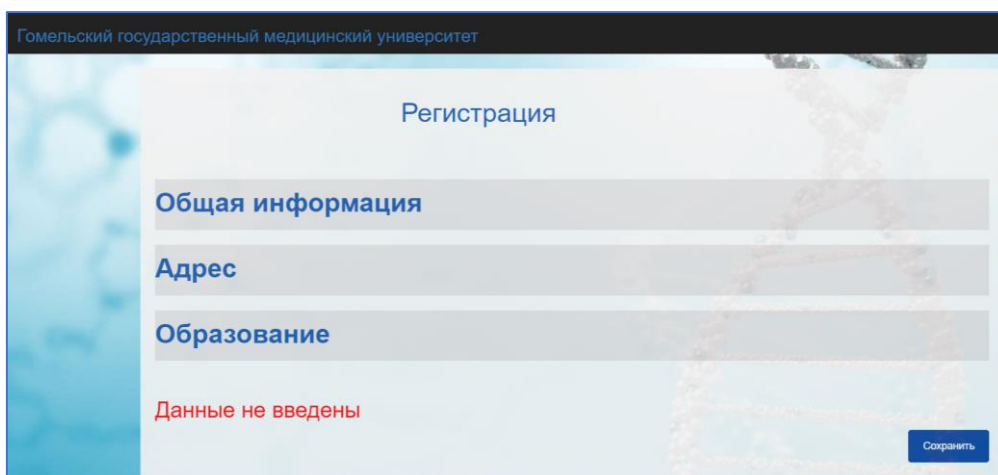 Гомельский государственный медицинский университет
Регистрация
Общая информация
Адрес
Образование
Данные не введены
Сохранить